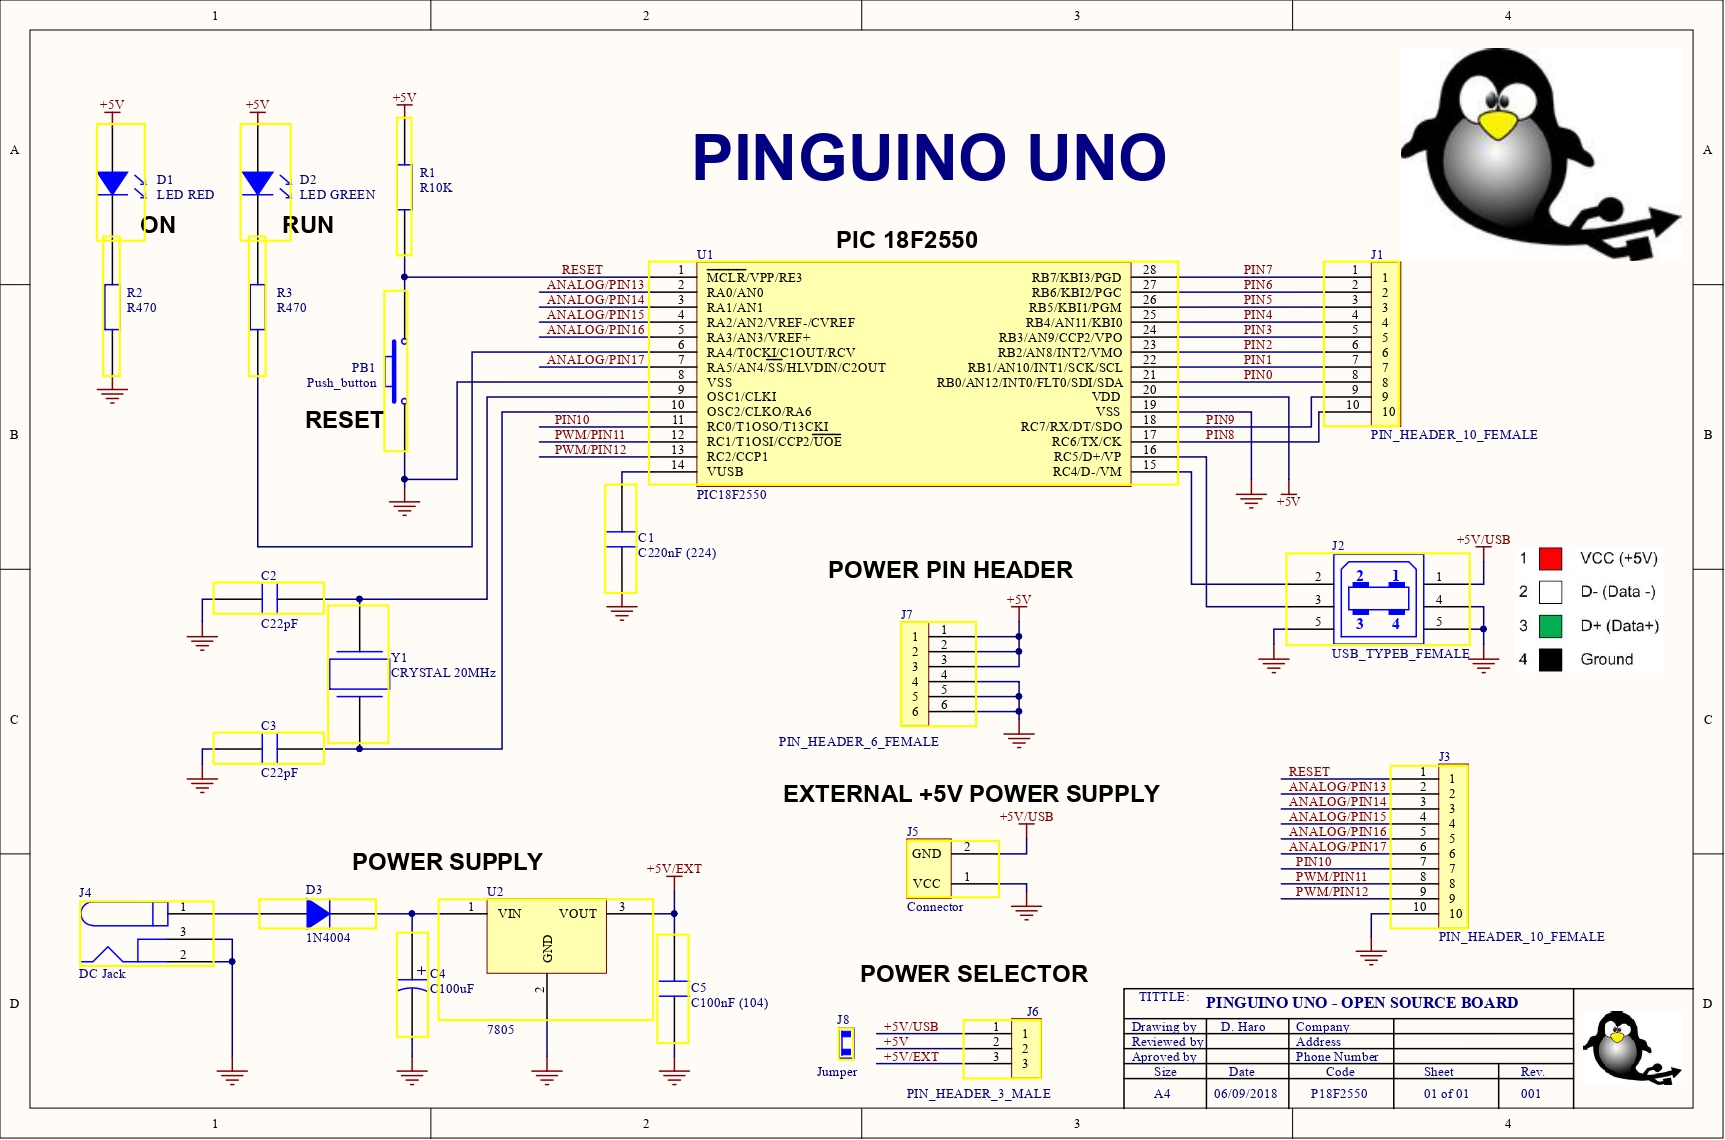 1 2 3 4
A A
B B
C C
D D
1 2 3 4
PINGUINO UNO
+5V
D1
LED RED
ON
R2
R470
+5V
D2
LED GREEN
RUN
R3
R470
+5V
R1
R10K
PB1
Push_button
RESET
PIC 18F2550
U1
RESET 1 MCLR/VPP/RE3
ANALOG/PIN13 2 RA0/AN0
ANALOG/PIN14 3 RA1/AN1
ANALOG/PIN15 4 RA2/AN2/VREF-/CVREF
ANALOG/PIN16 5 RA3/AN3/VREF+
6 RA4/T0CKI/C1OUT/RCV
ANALOG/PIN17 7 RA5/AN4/SS/HLVDIN/C2OUT
8 VSS
9 OSC1/CLKI
10 OSC2/CLKO/RA6
PIN10 11 RC0/T1OSO/T13CKI
PWM/PIN11 12 RC1/T1OSI/CCP2/UOE
PWM/PIN12 13 RC2/CCP1
14 VUSB
RB7/KBI3/PGD 28 PIN7
RB6/KBI2/PGC 27 PIN6
RB5/KBI1/PGM 26 PIN5
RB4/AN11/KBI0 25 PIN4
RB3/AN9/CCP2/VPO 24 PIN3
RB2/AN8/INT2/VMO 23 PIN2
RB1/AN10/INT1/SCK/SCL 22 PIN1
RB0/AN12/INT0/FLT0/SDI/SDA 21 PIN0
VDD 20
VSS 19
RC7/RX/DT/SDO 18 PIN9
RC6/TX/CK 17 PIN8
RC5/D+/VP 16
RC4/D-/VM 15
PIC18F2550
+5V
J1
1 1
2 2
3 3
4 4
5 5
6 6
7 7
8 8
9 9
10 10
PIN_HEADER_10_FEMALE
C1
C220nF (224)
C2
C22pF
Y1
CRYSTAL 20MHz
C3
C22pF
POWER PIN HEADER
J7
+5V
1 1
2 2
3 3
4 4
5 5
6 6
PIN_HEADER_6_FEMALE
J2
+5V/USB
2 2 1 1
3 4
5 3 4 5
USB_TYPEB_FEMALE
1 VCC (+5V)
2 D- (Data -)
3 D+ (Data+)
4 Ground
EXTERNAL +5V POWER SUPPLY
+5V/USB
J5
GND 2
VCC 1
Connector
J3
RESET 1 1
ANALOG/PIN13 2 2
ANALOG/PIN14 3 3
ANALOG/PIN15 4 4
ANALOG/PIN16 5 5
ANALOG/PIN17 6 6
PIN10 7 7
PWM/PIN11 8 8
PWM/PIN12 9 9
10 10
PIN_HEADER_10_FEMALE
POWER SUPPLY
J4
1
3
2
DC Jack
D3
1N4004
+
C4
C100uF
U2
1 VIN VOUT 3
GND
2
7805
+5V/EXT
C5
C100nF (104)
POWER SELECTOR
J8
Jumper
J6
+5V/USB 1 1
+5V 2 2
+5V/EXT 3 3
PIN_HEADER_3_MALE
TITTLE: PINGUINO UNO - OPEN SOURCE BOARD
Drawing by D. Haro Company
Reviewed by Address
Aproved by Phone Number
Size Date Code Sheet Rev.
A4 06/09/2018 P18F2550 01 of 01 001